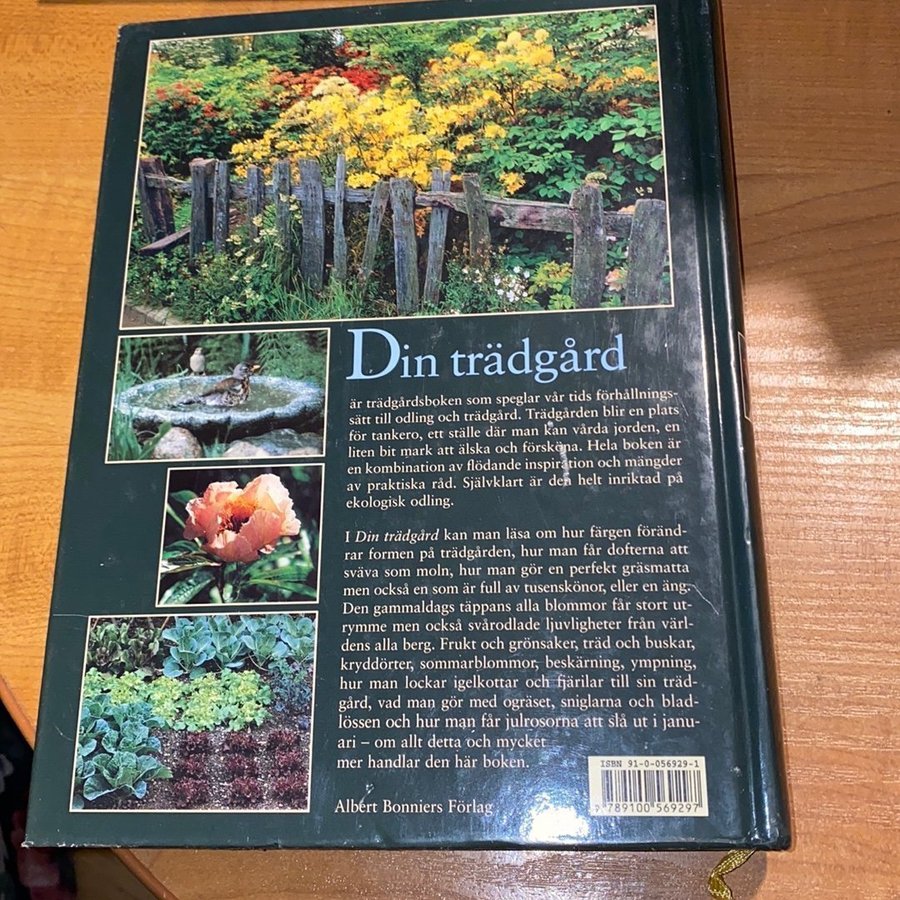 Din trädgård
är trädgårdsboken som speglar vår tids förhållnings-
sätt till odling och trädgård. Trädgården blir en plats
för tankero, ett ställe där man kan vårda jorden, en
liten bit mark att älska och försköna. Hela boken är
en kombination av flödande inspiration och mängder
av praktiska råd. Självklart är den helt inriktad på
ekologisk odling.
I Din trädgård kan man läsa om hur färgen föränd-
rar formen på trädgården, hur man får dofterna att
sväva som moln, hur man gör en perfekt gräsmatta
men också en som är full av tusenskönor, eller en äng.
Den gammaldags täppans alla blommor får stort ut-
rymme men också svårodlade ljuvligheter från värl-
dens alla berg. Frukt och grönsaker, träd och buskar,
kryddörter, sommarblommor, beskärning, ympning,
hur man lockar igelkottar och fjärilar till sin träd-
gård, vad man gör med ogräset, sniglarna och blad-
lössen och hur man får julrosorna att slå ut i janu-
ari – om allt detta och mycket
mer handlar den här boken.
ISBN 91-0-056929-1
Albert Bonniers Förlag
9 789100 569297